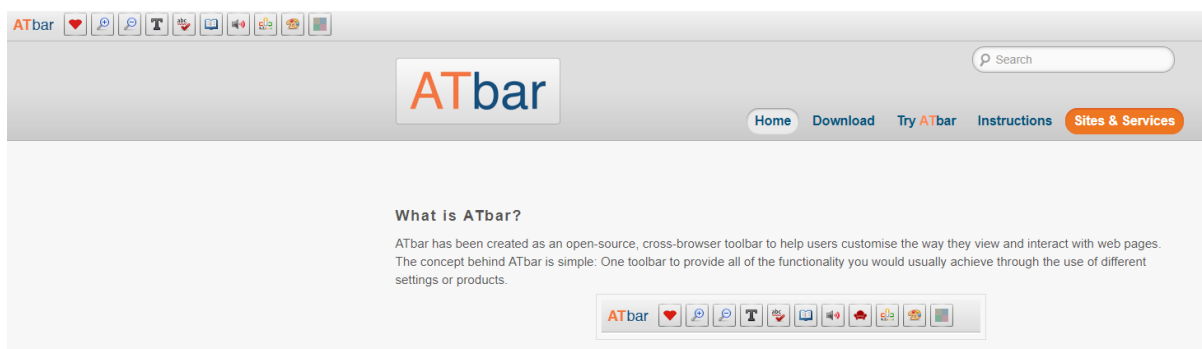 ATbar
ATbar
Search
Home Download Try ATbar Instructions Sites & Services
What is ATbar?
ATbar has been created as an open-source, cross-browser toolbar to help users customise the way they view and interact with web pages.
The concept behind ATbar is simple: One toolbar to provide all of the functionality you would usually achieve through the use of different
settings or products.
ATbar